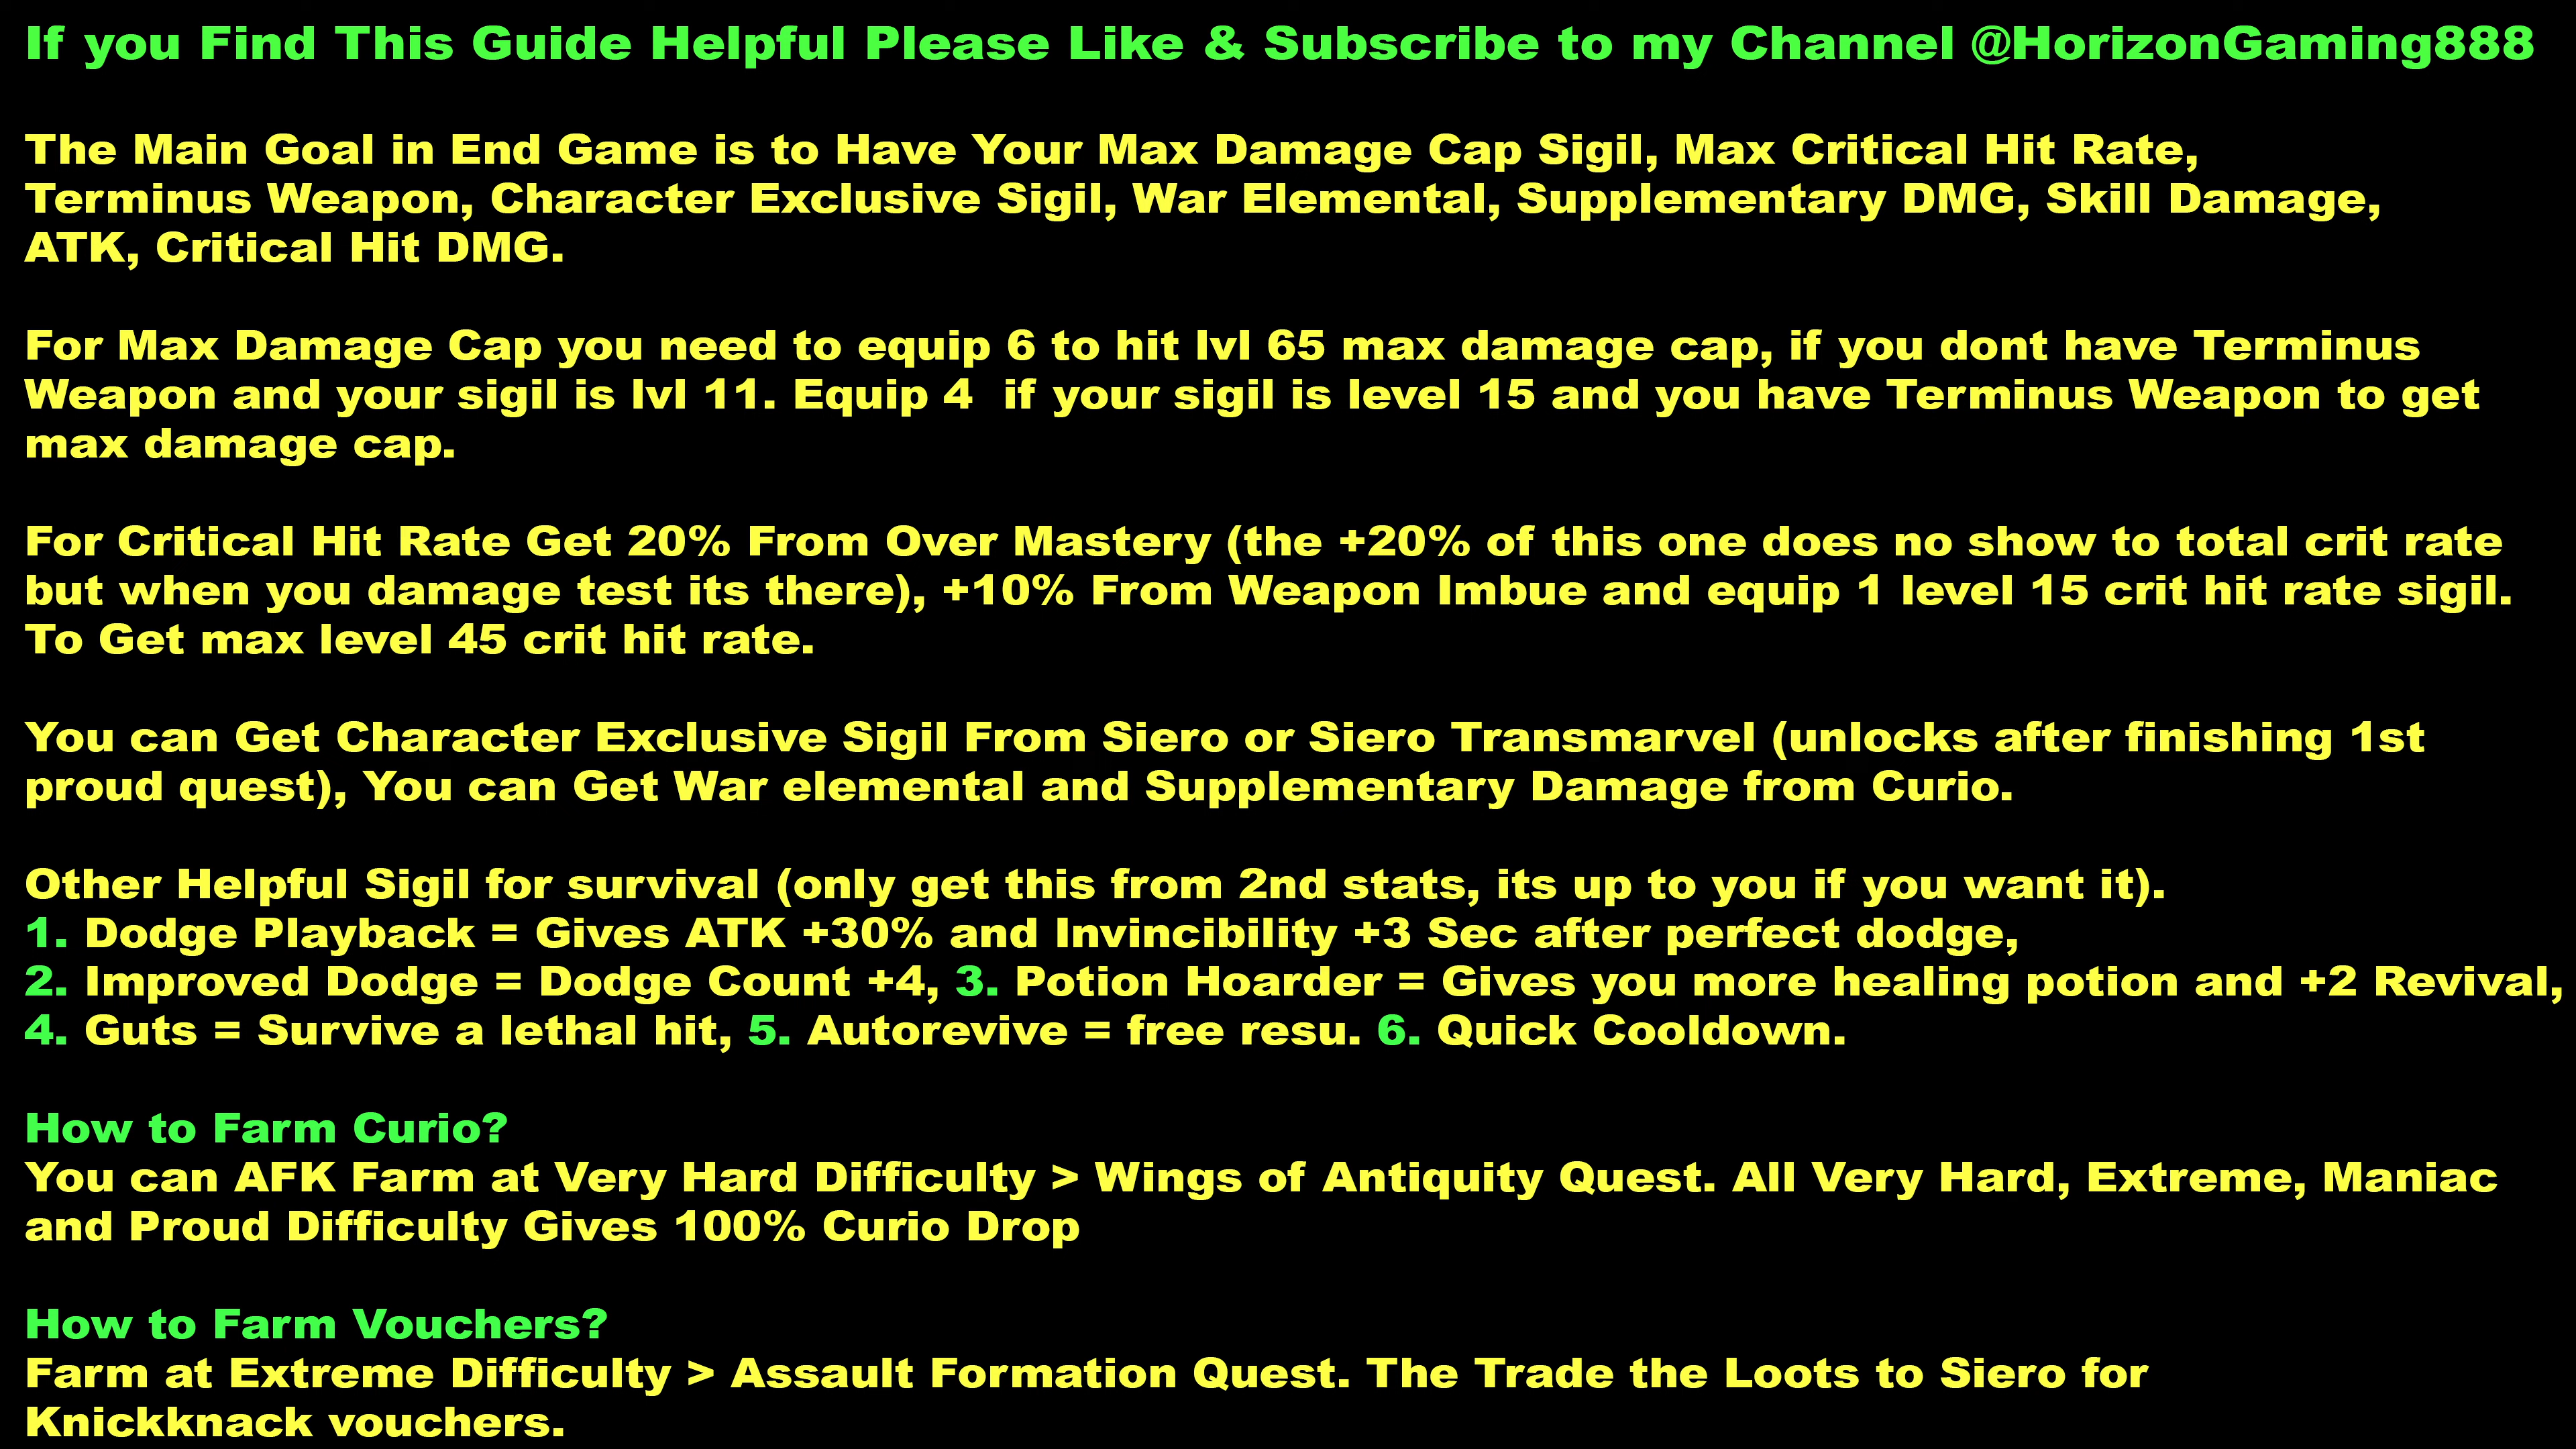 If you Find This Guide Helpful Please Like & Subscribe to my Channel @HorizonGaming888
The Main Goal in End Game is to Have Your Max Damage Cap Sigil, Max Critical Hit Rate,
Terminus Weapon, Character Exclusive Sigil, War Elemental, Supplementary DMG, Skill Damage,
ATK, Critical Hit DMG.
For Max Damage Cap you need to equip 6 to hit lvl 65 max damage cap, if you dont have Terminus
Weapon and your sigil is lvl 11. Equip 4  if your sigil is level 15 and you have Terminus Weapon to get
max damage cap.
For Critical Hit Rate Get 20% From Over Mastery (the +20% of this one does no show to total crit rate
but when you damage test its there), +10% From Weapon Imbue and equip 1 level 15 crit hit rate sigil.
To Get max level 45 crit hit rate.
You can Get Character Exclusive Sigil From Siero or Siero Transmarvel (unlocks after finishing 1st
proud quest), You can Get War elemental and Supplementary Damage from Curio.
Other Helpful Sigil for survival (only get this from 2nd stats, its up to you if you want it).
1. Dodge Playback = Gives ATK +30% and Invincibility +3 Sec after perfect dodge,
2. Improved Dodge = Dodge Count +4, 3. Potion Hoarder = Gives you more healing potion and +2 Revival,
4. Guts = Survive a lethal hit, 5. Autorevive = free resu. 6. Quick Cooldown.
How to Farm Curio?
You can AFK Farm at Very Hard Difficulty > Wings of Antiquity Quest. All Very Hard, Extreme, Maniac
and Proud Difficulty Gives 100% Curio Drop
How to Farm Vouchers?
Farm at Extreme Difficulty > Assault Formation Quest. The Trade the Loots to Siero for
Knickknack vouchers.